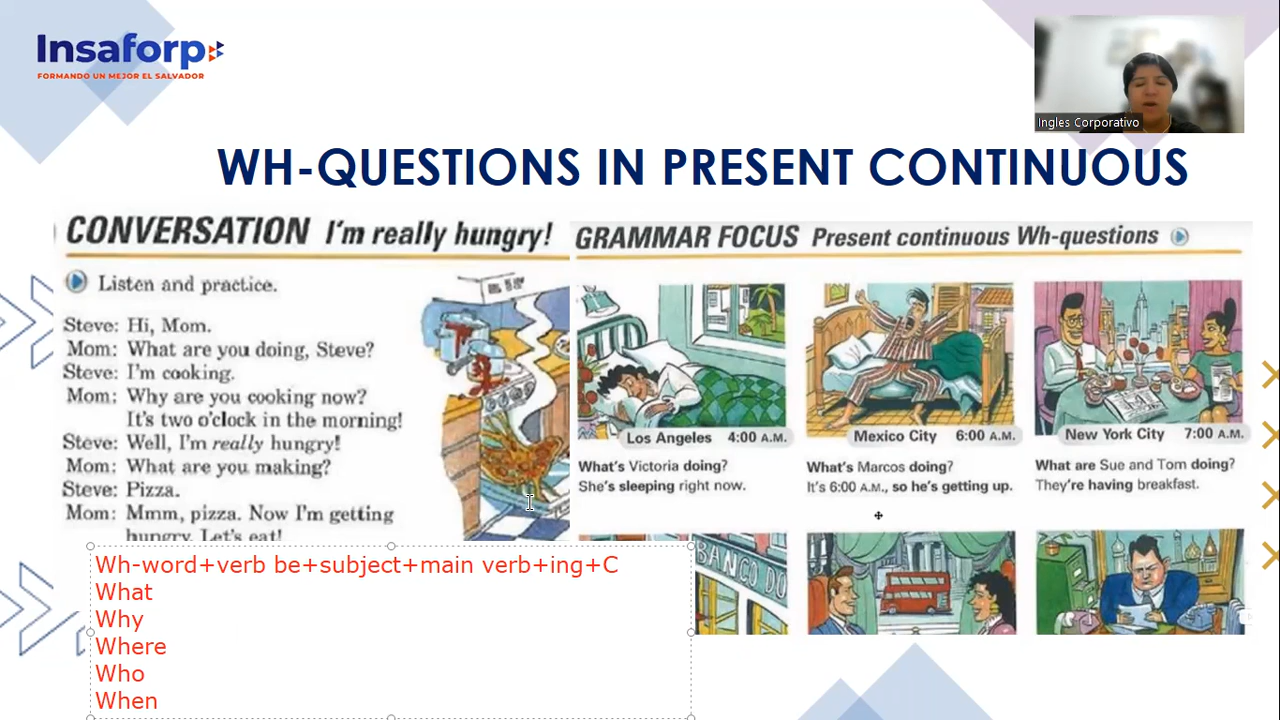 Insaforp
FORMANDO UN MEJOR EL SALVADOR
Ingles Corporativo
WH-QUESTIONS IN PRESENT CONTINUOUS
CONVERSATION I'm really hungry!
Listen and practice.
Steve: Hi, Mom.
Mom: What are you doing, Steve?
Steve: I'm cooking.
Mom: Why are you cooking now?
It's two o'clock in the morning!
Steve: Well, I'm really hungry!
Mom: What are you making?
Steve: Pizza.
Mom: Mmm, pizza. Now I'm getting
hungry. Let's eat!
GRAMMAR FOCUS Present continuous Wh-questions
Los Angeles 4:00 A.M.
What's Victoria doing?
She's sleeping right now.
Mexico City 6:00 A.M.
What's Marcos doing?
It's 6:00 A.M., so he's getting up.
New York City 7:00 A.M.
What are Sue and Tom doing?
They're having breakfast.
BANCO DO
Wh-word+verb be+subject+main verb+ing+C
What
Why
Where
Who
When